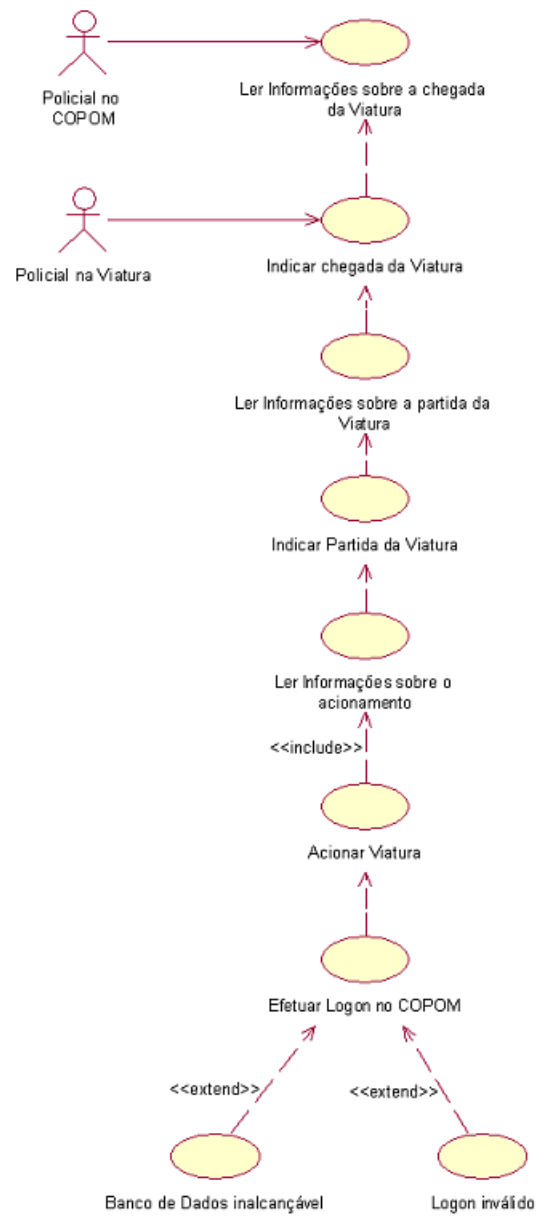 Policial no
COPOM
Ler Informações sobre a chegada
da Viatura
Policial na Viatura
Indicar chegada da Viatura
Ler Informações sobre a partida da
Viatura
Indicar Partida da Viatura
Ler Informações sobre o
acionamento
<<include>>
Acionar Viatura
Efetuar Logon no COPOM
<<extend>>
<<extend>>
Banco de Dados inalcançável
Logon inválido